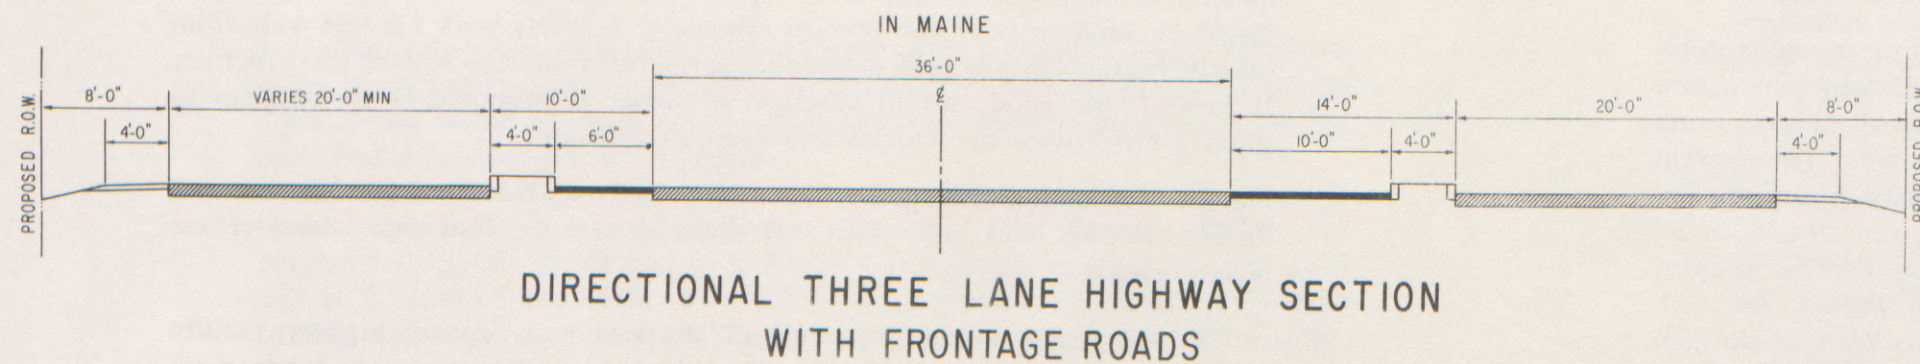 IN MAINE
36'-0"
8'-0" VARIES 20'-0" MIN 10'-0" ℄ 14'-0" 20'-0" 8'-0"
4'-0" 4'-0" 6'-0" 10'-0" 4'-0" 4'-0"
PROPOSED R.O.W.
PROPOSED R.O.W.
DIRECTIONAL THREE LANE HIGHWAY SECTION
WITH FRONTAGE ROADS